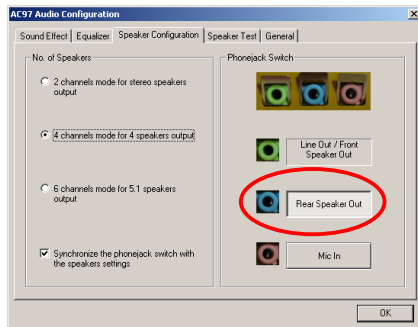 AC97 Audio Configuration
Sound Effect Equalizer Speaker Configuration Speaker Test General
No. of Speakers
2 channels mode for stereo speakers
output
4 channels mode for 4 speakers output
6 channels mode for 5.1 speakers
output
Synchronize the phonejack switch with
the speakers settings
Phonejack Switch
Line Out / Front
Speaker Out
Rear Speaker Out
Mic In
OK